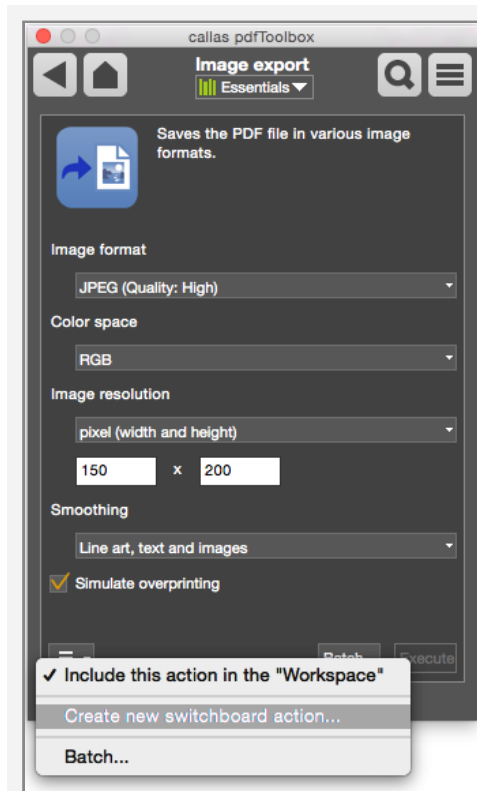 callas pdfToolbox
Image export
Essentials
Saves the PDF file in various image
formats.
Image format
JPEG (Quality: High)
Color space
RGB
Image resolution
pixel (width and height)
150 x 200
Smoothing
Line art, text and images
Simulate overprinting
Batch... Execute
✓ Include this action in the "Workspace"
Create new switchboard action...
Batch...